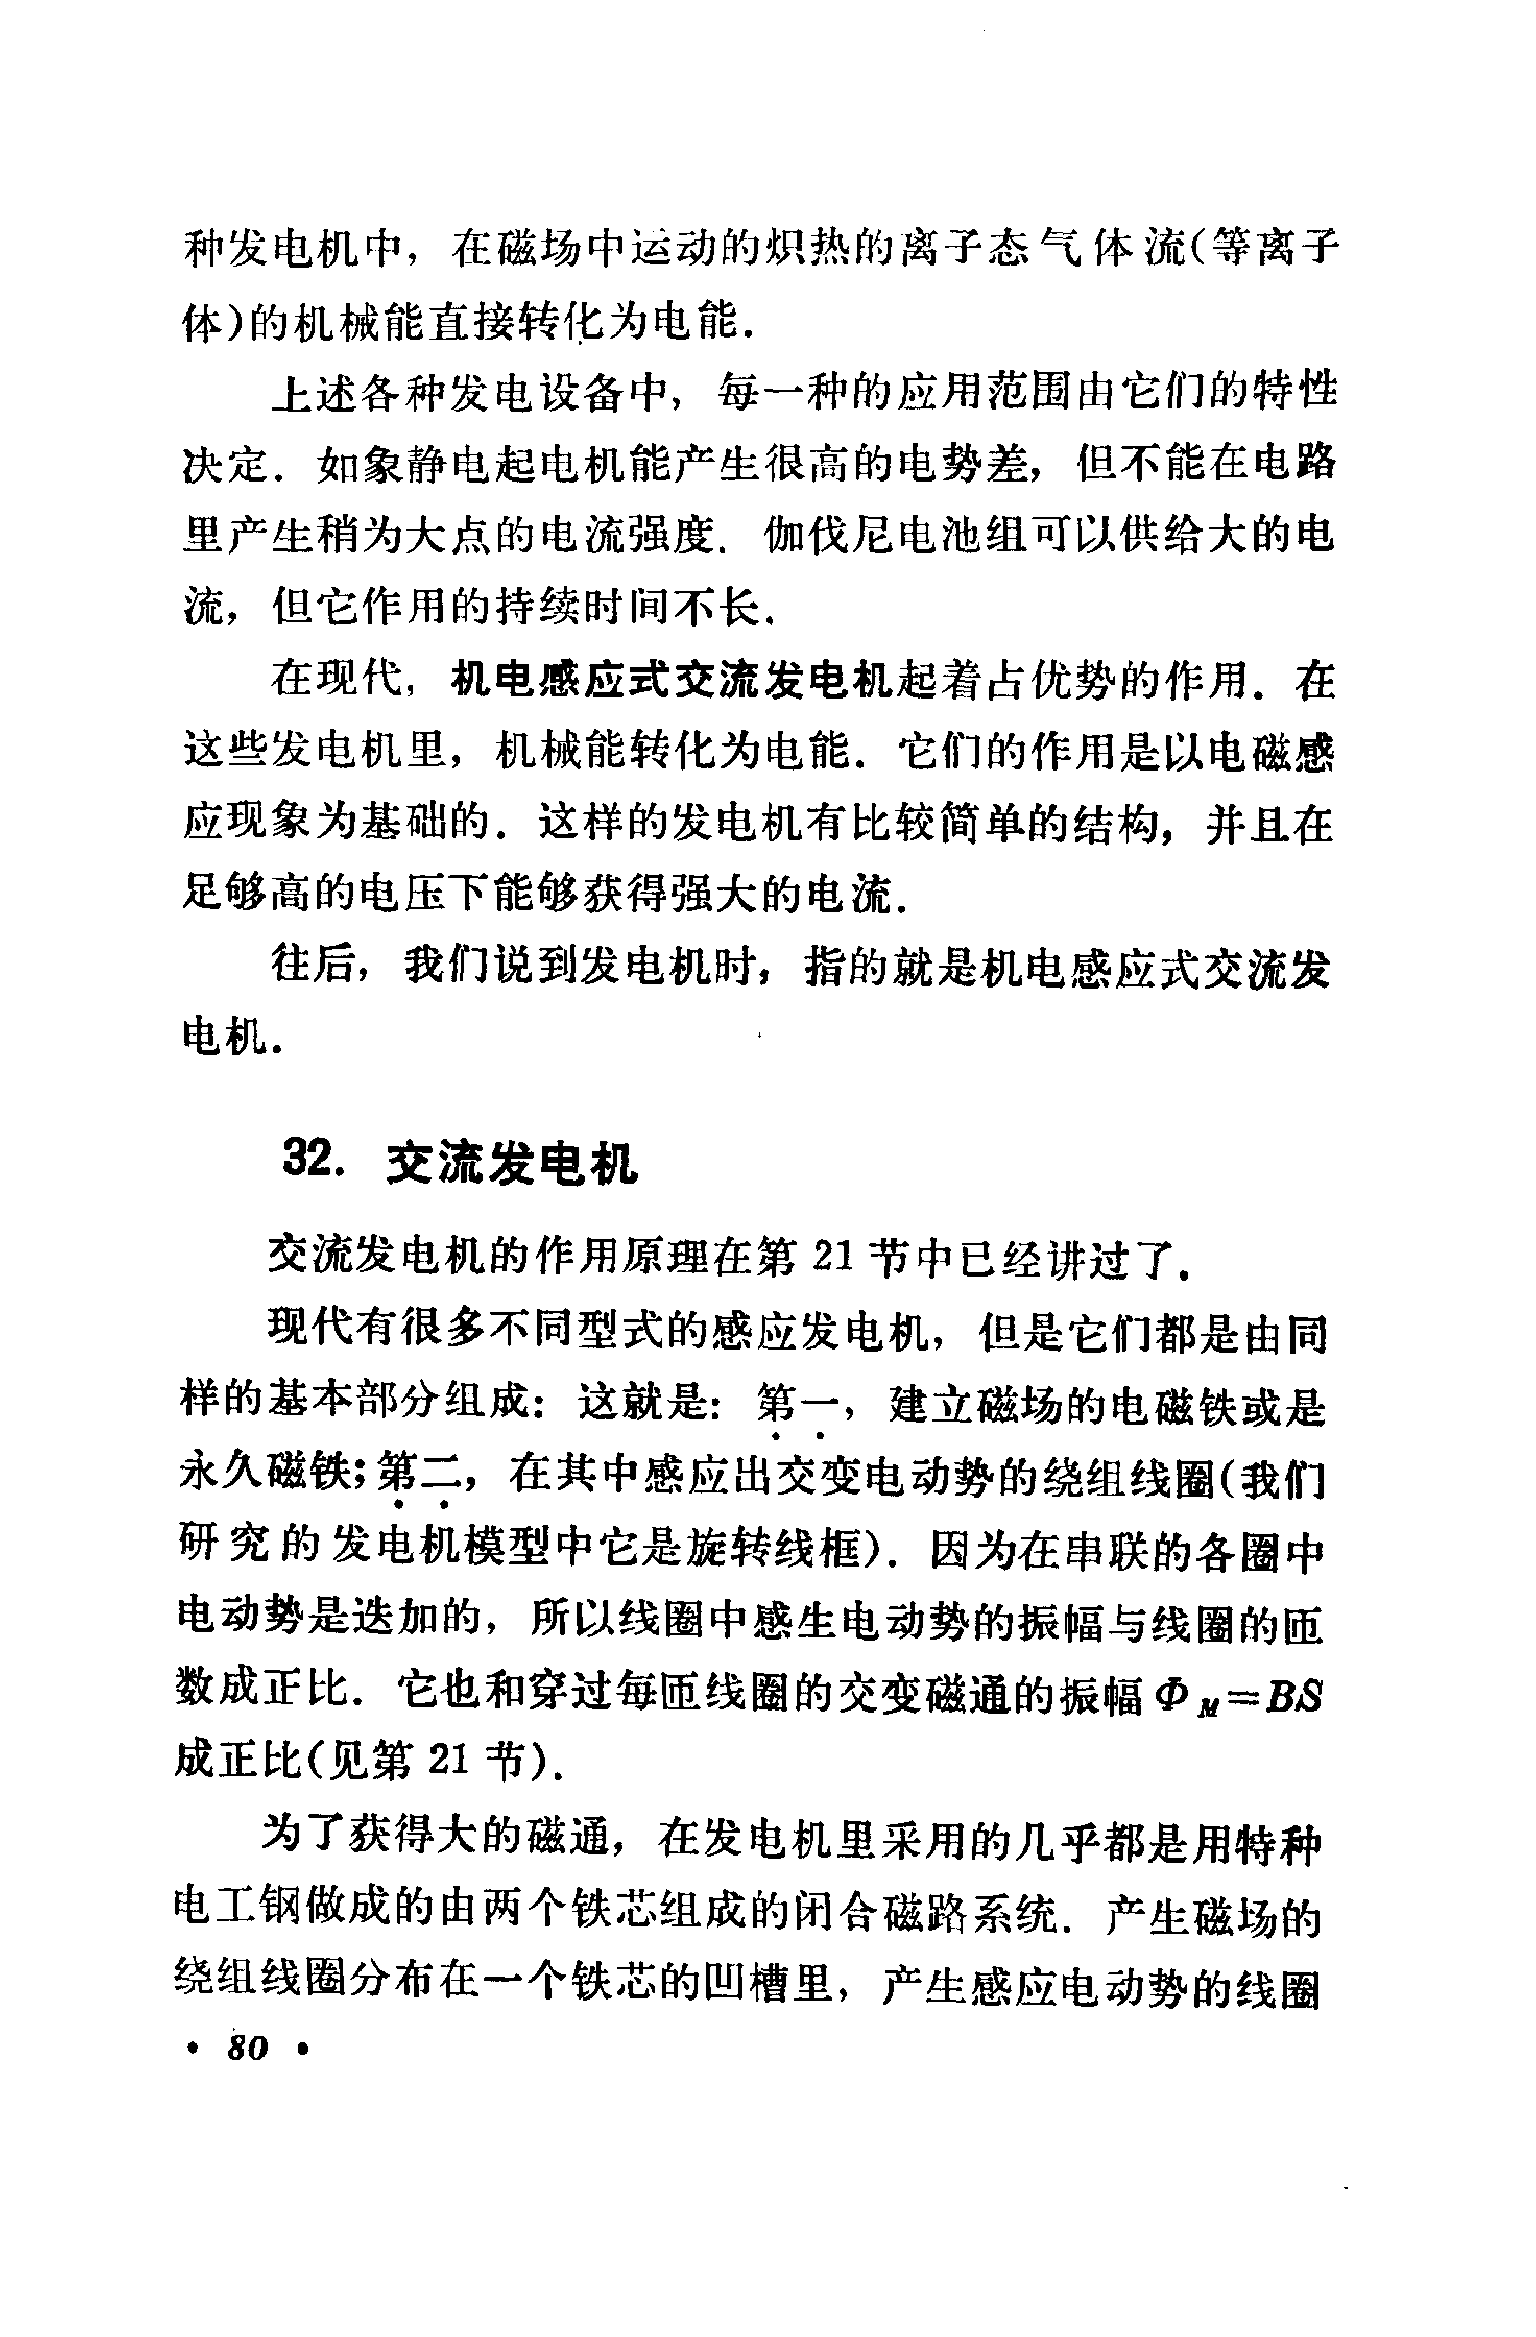 种发电机中，在磁场中运动的炽热的离子态气体流(等离子
体)的机械能直接转化为电能．
上述各种发电设备中，每一种的应用范围由它们的特性
决定．如象静电起电机能产生很高的电势差，但不能在电路
里产生稍为大点的电流强度．伽伐尼电池组可以供给大的电
流，但它作用的持续时间不长．
在现代，机电感应式交流发电机起着占优势的作用．在
这些发电机里，机械能转化为电能．它们的作用是以电磁感
应现象为基础的．这样的发电机有比较简单的结构，并且在
足够高的电压下能够获得强大的电流．
往后，我们说到发电机时，指的就是机电感应式交流发
电机．
32．交流发电机
交流发电机的作用原理在第 21 节中已经讲过了．
现代有很多不同型式的感应发电机，但是它们都是由同
样的基本部分组成：这就是：第一，建立磁场的电磁铁或是
永久磁铁；第二，在其中感应出交变电动势的绕组线圈(我们
研究的发电机模型中它是旋转线框)．因为在串联的各圈中
电动势是迭加的，所以线圈中感生电动势的振幅与线圈的匝
数成正比．它也和穿过每匝线圈的交变磁通的振幅 Φ_M=BS
成正比(见第 21 节)．
为了获得大的磁通，在发电机里采用的几乎都是用特种
电工钢做成的由两个铁芯组成的闭合磁路系统．产生磁场的
绕组线圈分布在一个铁芯的凹槽里，产生感应电动势的线圈
• 80 •